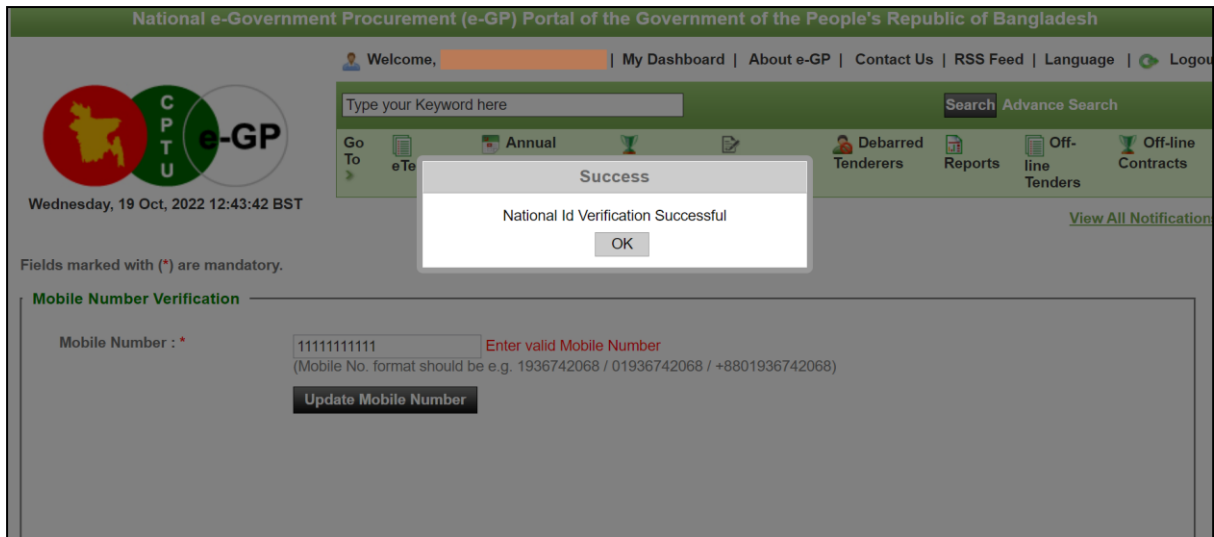 National e-Government Procurement (e-GP) Portal of the Government of the People's Republic of Bangladesh
Welcome, | My Dashboard | About e-GP | Contact Us | RSS Feed | Language | Logou
Type your Keyword here Search Advance Search
CPTU e-GP
Go To eTe Annual Debarred Tenderers Reports Off-line Tenders Off-line Contracts
Wednesday, 19 Oct, 2022 12:43:42 BST
View All Notification
Success
National Id Verification Successful
OK
Fields marked with (*) are mandatory.
Mobile Number Verification
Mobile Number : * 11111111111 Enter valid Mobile Number
(Mobile No. format should be e.g. 1936742068 / 01936742068 / +8801936742068)
Update Mobile Number